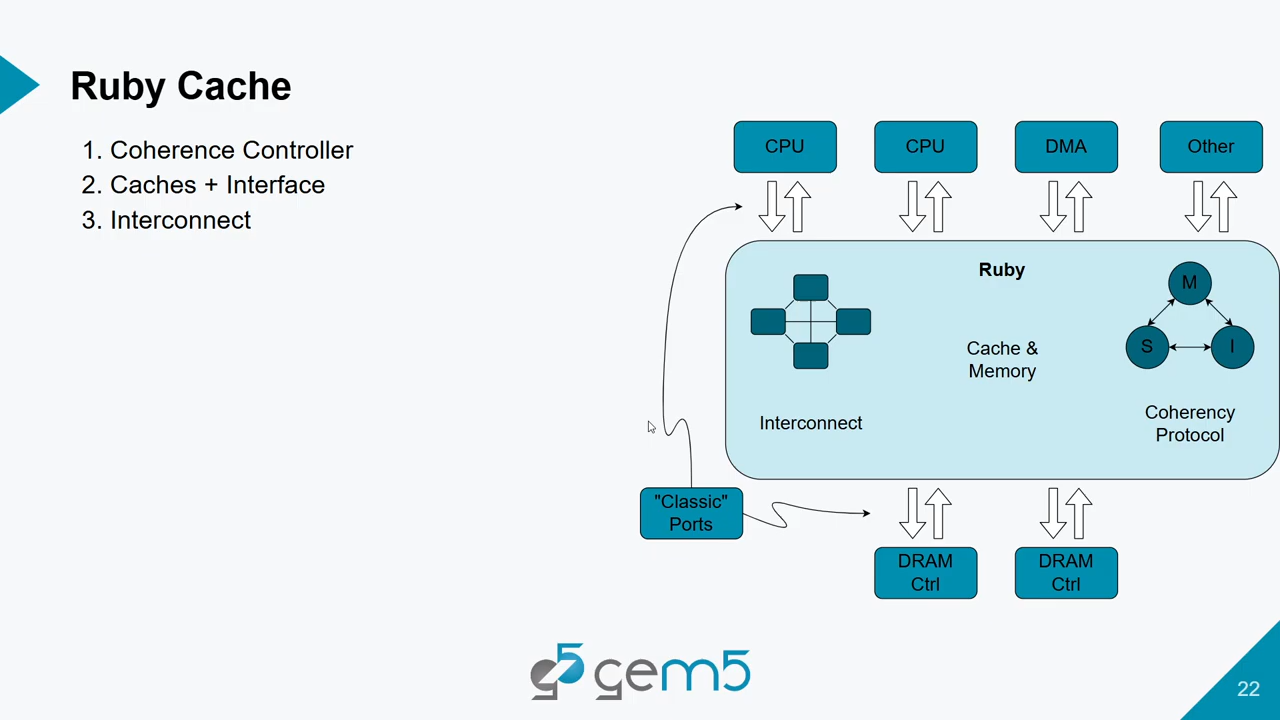 Ruby Cache
1. Coherence Controller
2. Caches + Interface
3. Interconnect
CPU
CPU
DMA
Other
Ruby
M
S
I
Cache &
Memory
Interconnect
Coherency
Protocol
"Classic"
Ports
DRAM
Ctrl
DRAM
Ctrl
g5 gem5
22